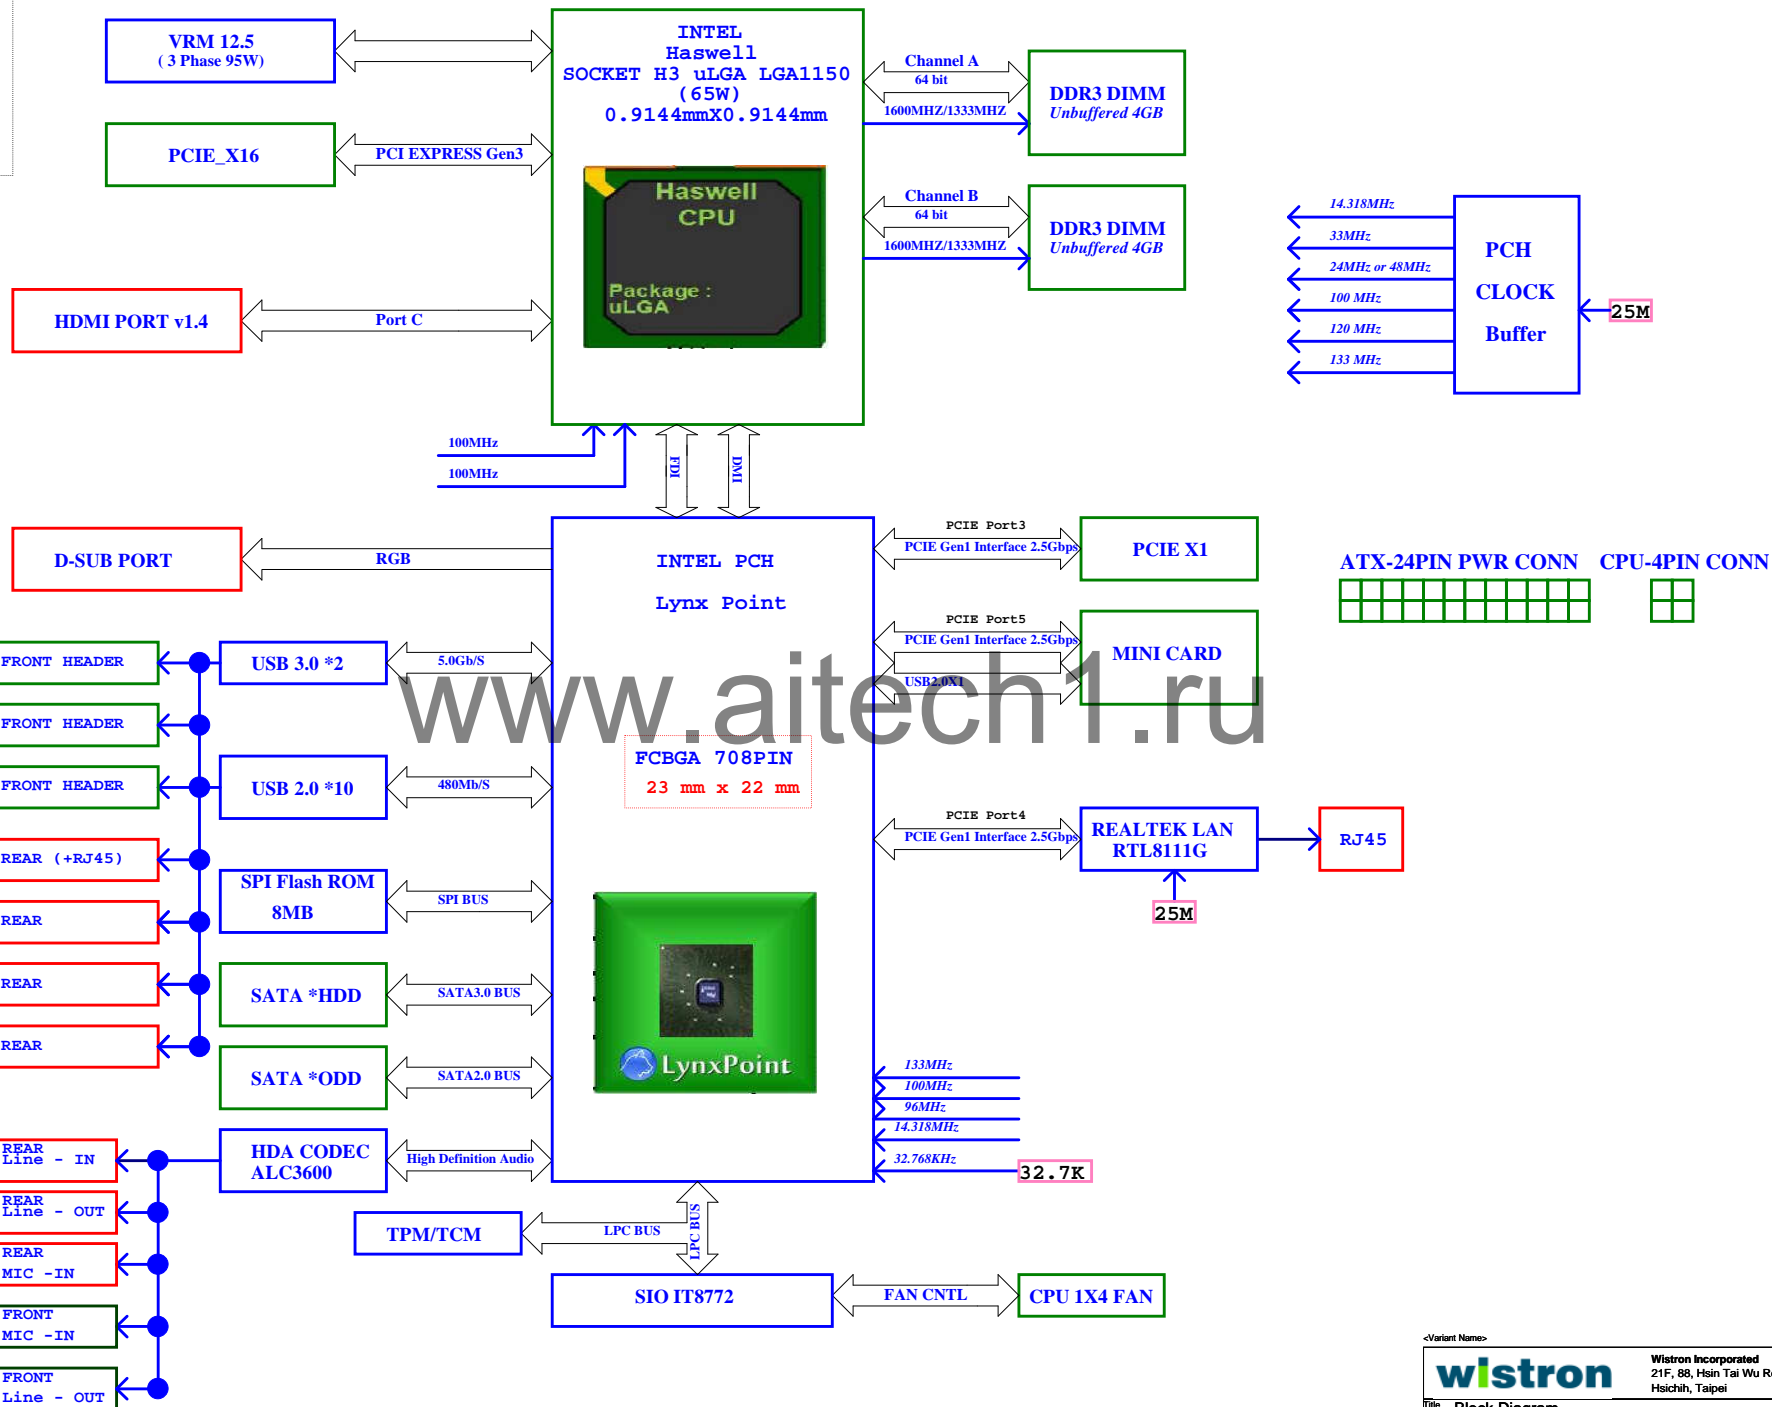 VRM 12.5
( 3 Phase 95W)
INTEL
Haswell
SOCKET H3 uLGA LGA1150
(65W)
0.9144mmX0.9144mm
Channel A
64 bit
1600MHZ/1333MHZ
DDR3 DIMM
Unbuffered 4GB
PCIE_X16
PCI EXPRESS Gen3
Haswell
CPU
Package :
uLGA
Channel B
64 bit
1600MHZ/1333MHZ
DDR3 DIMM
Unbuffered 4GB
14.318MHz
33MHz
24MHz or 48MHz
100 MHz
120 MHz
133 MHz
PCH
CLOCK
Buffer
25M
HDMI PORT v1.4
Port C
100MHz
100MHz
FDI
DMI
D-SUB PORT
RGB
INTEL PCH
Lynx Point
PCIE Port3
PCIE Gen1 Interface 2.5Gbps
PCIE X1
ATX-24PIN PWR CONN
CPU-4PIN CONN
PCIE Port5
PCIE Gen1 Interface 2.5Gbps
USB2.0X1
MINI CARD
FRONT HEADER
USB 3.0 *2
5.0Gb/S
www.aitech1.ru
FRONT HEADER
FCBGA 708PIN
23 mm x 22 mm
FRONT HEADER
USB 2.0 *10
480Mb/S
PCIE Port4
PCIE Gen1 Interface 2.5Gbps
REALTEK LAN
RTL8111G
RJ45
25M
REAR (+RJ45)
SPI Flash ROM
8MB
SPI BUS
REAR
REAR
SATA *HDD
SATA3.0 BUS
REAR
SATA *ODD
SATA2.0 BUS
LynxPoint
133MHz
100MHz
96MHz
14.318MHz
32.768KHz
32.7K
REAR
Line - IN
HDA CODEC
ALC3600
High Definition Audio
REAR
Line - OUT
TPM/TCM
LPC BUS
LPC BUS
REAR
MIC -IN
SIO IT8772
FAN CNTL
CPU 1X4 FAN
FRONT
MIC -IN
FRONT
Line - OUT
<Variant Name>
wistron
Wistron Incorporated
21F, 88, Hsin Tai Wu
Hsichih, Taipei
Title
Block Diagram